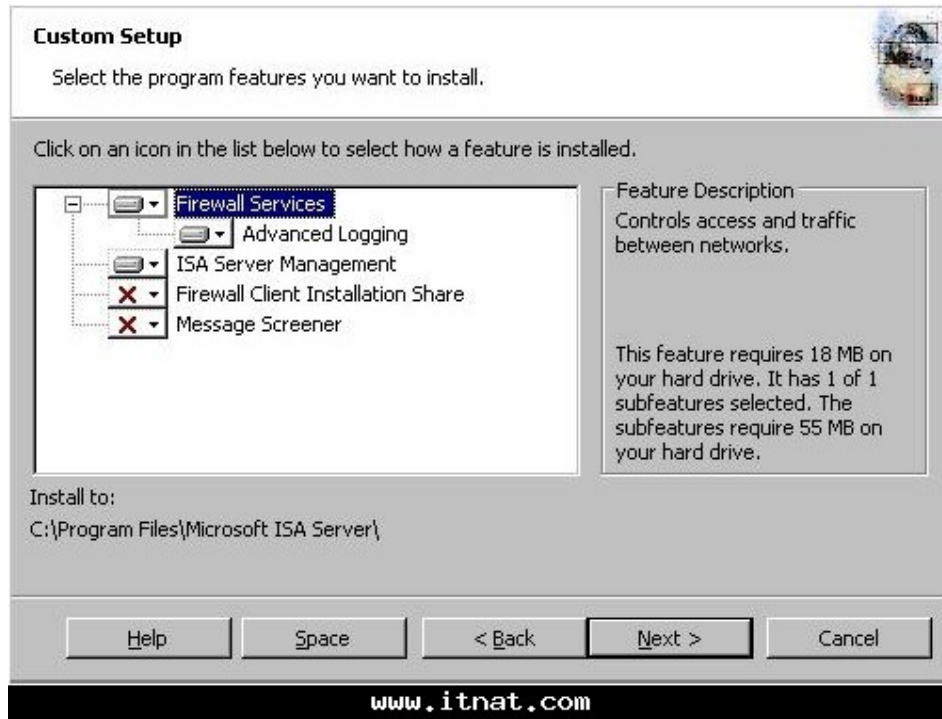 Custom Setup
Select the program features you want to install.
Click on an icon in the list below to select how a feature is installed.
Firewall Services
Advanced Logging
ISA Server Management
Firewall Client Installation Share
Message Screener
Feature Description
Controls access and traffic
between networks.
This feature requires 18 MB on
your hard drive. It has 1 of 1
subfeatures selected. The
subfeatures require 55 MB on
your hard drive.
Install to:
C:\Program Files\Microsoft ISA Server\
Help
Space
< Back
Next >
Cancel
www.itnat.com